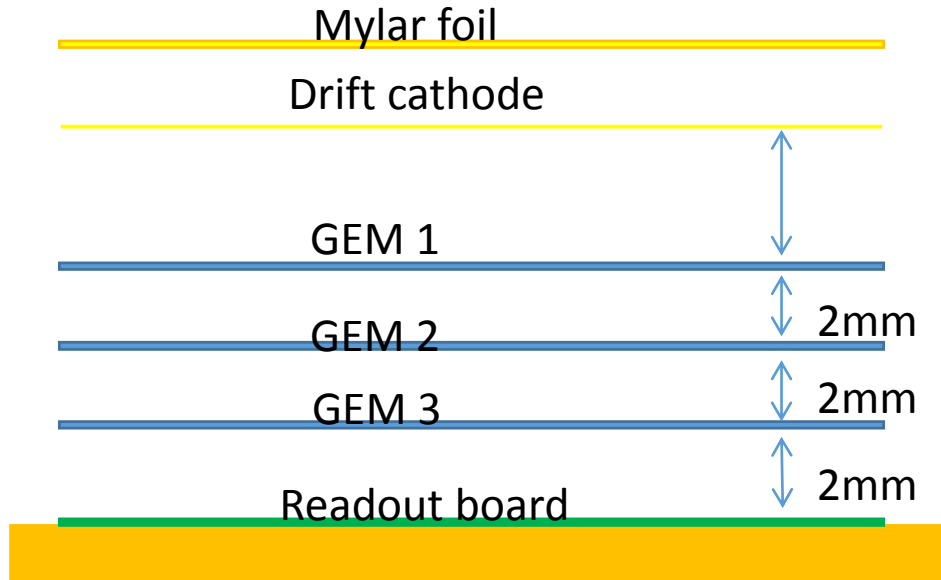 Mylar foil
Drift cathode
GEM 1
GEM 2
2mm
GEM 3
2mm
Readout board
2mm